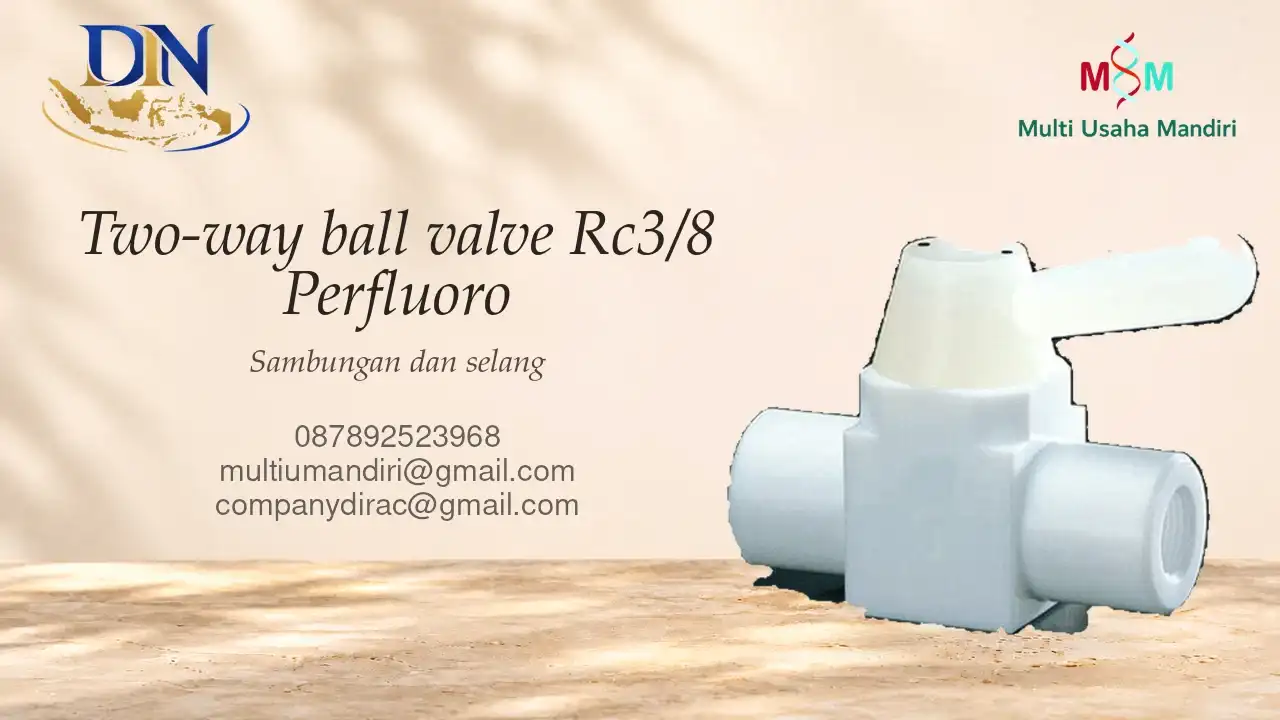 DN
M M
Multi Usaha Mandiri
Two-way ball valve Rc3/8
Perfluoro
Sambungan dan selang
087892523968
multiumandiri@gmail.com
companydirac@gmail.com